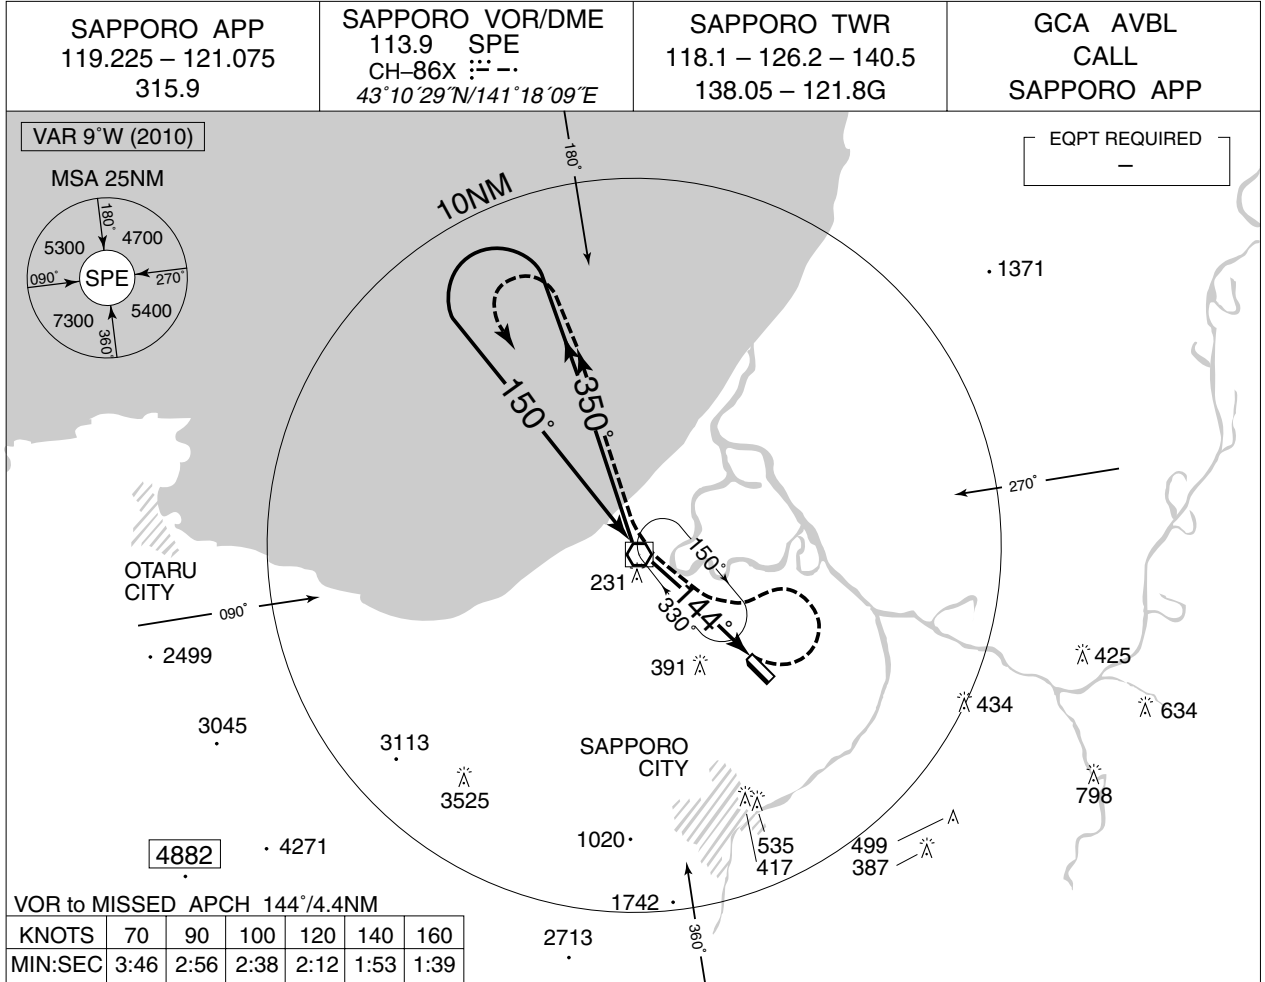 SAPPORO APP
119.225 – 121.075
315.9
SAPPORO VOR/DME
113.9 SPE
CH–86X
43°10´29˝N/141°18´09˝E
SAPPORO TWR
118.1 – 126.2 – 140.5
138.05 – 121.8G
GCA AVBL
CALL
SAPPORO APP
VAR 9°W (2010)
EQPT REQUIRED
–
MSA 25NM
180°
5300
4700
090°
SPE
270°
7300
5400
360°
180°
10NM
1371
150°
350°
270°
OTARU
CITY
090°
231
150°
330°
144°
391
2499
425
434
634
3045
3113
3525
SAPPORO
CITY
798
1020
535
417
499
387
4271
4882
1742
2713
360°
VOR to MISSED APCH 144°/4.4NM
KNOTS 70 90 100 120 140 160
MIN:SEC 3:46 2:56 2:38 2:12 1:53 1:39